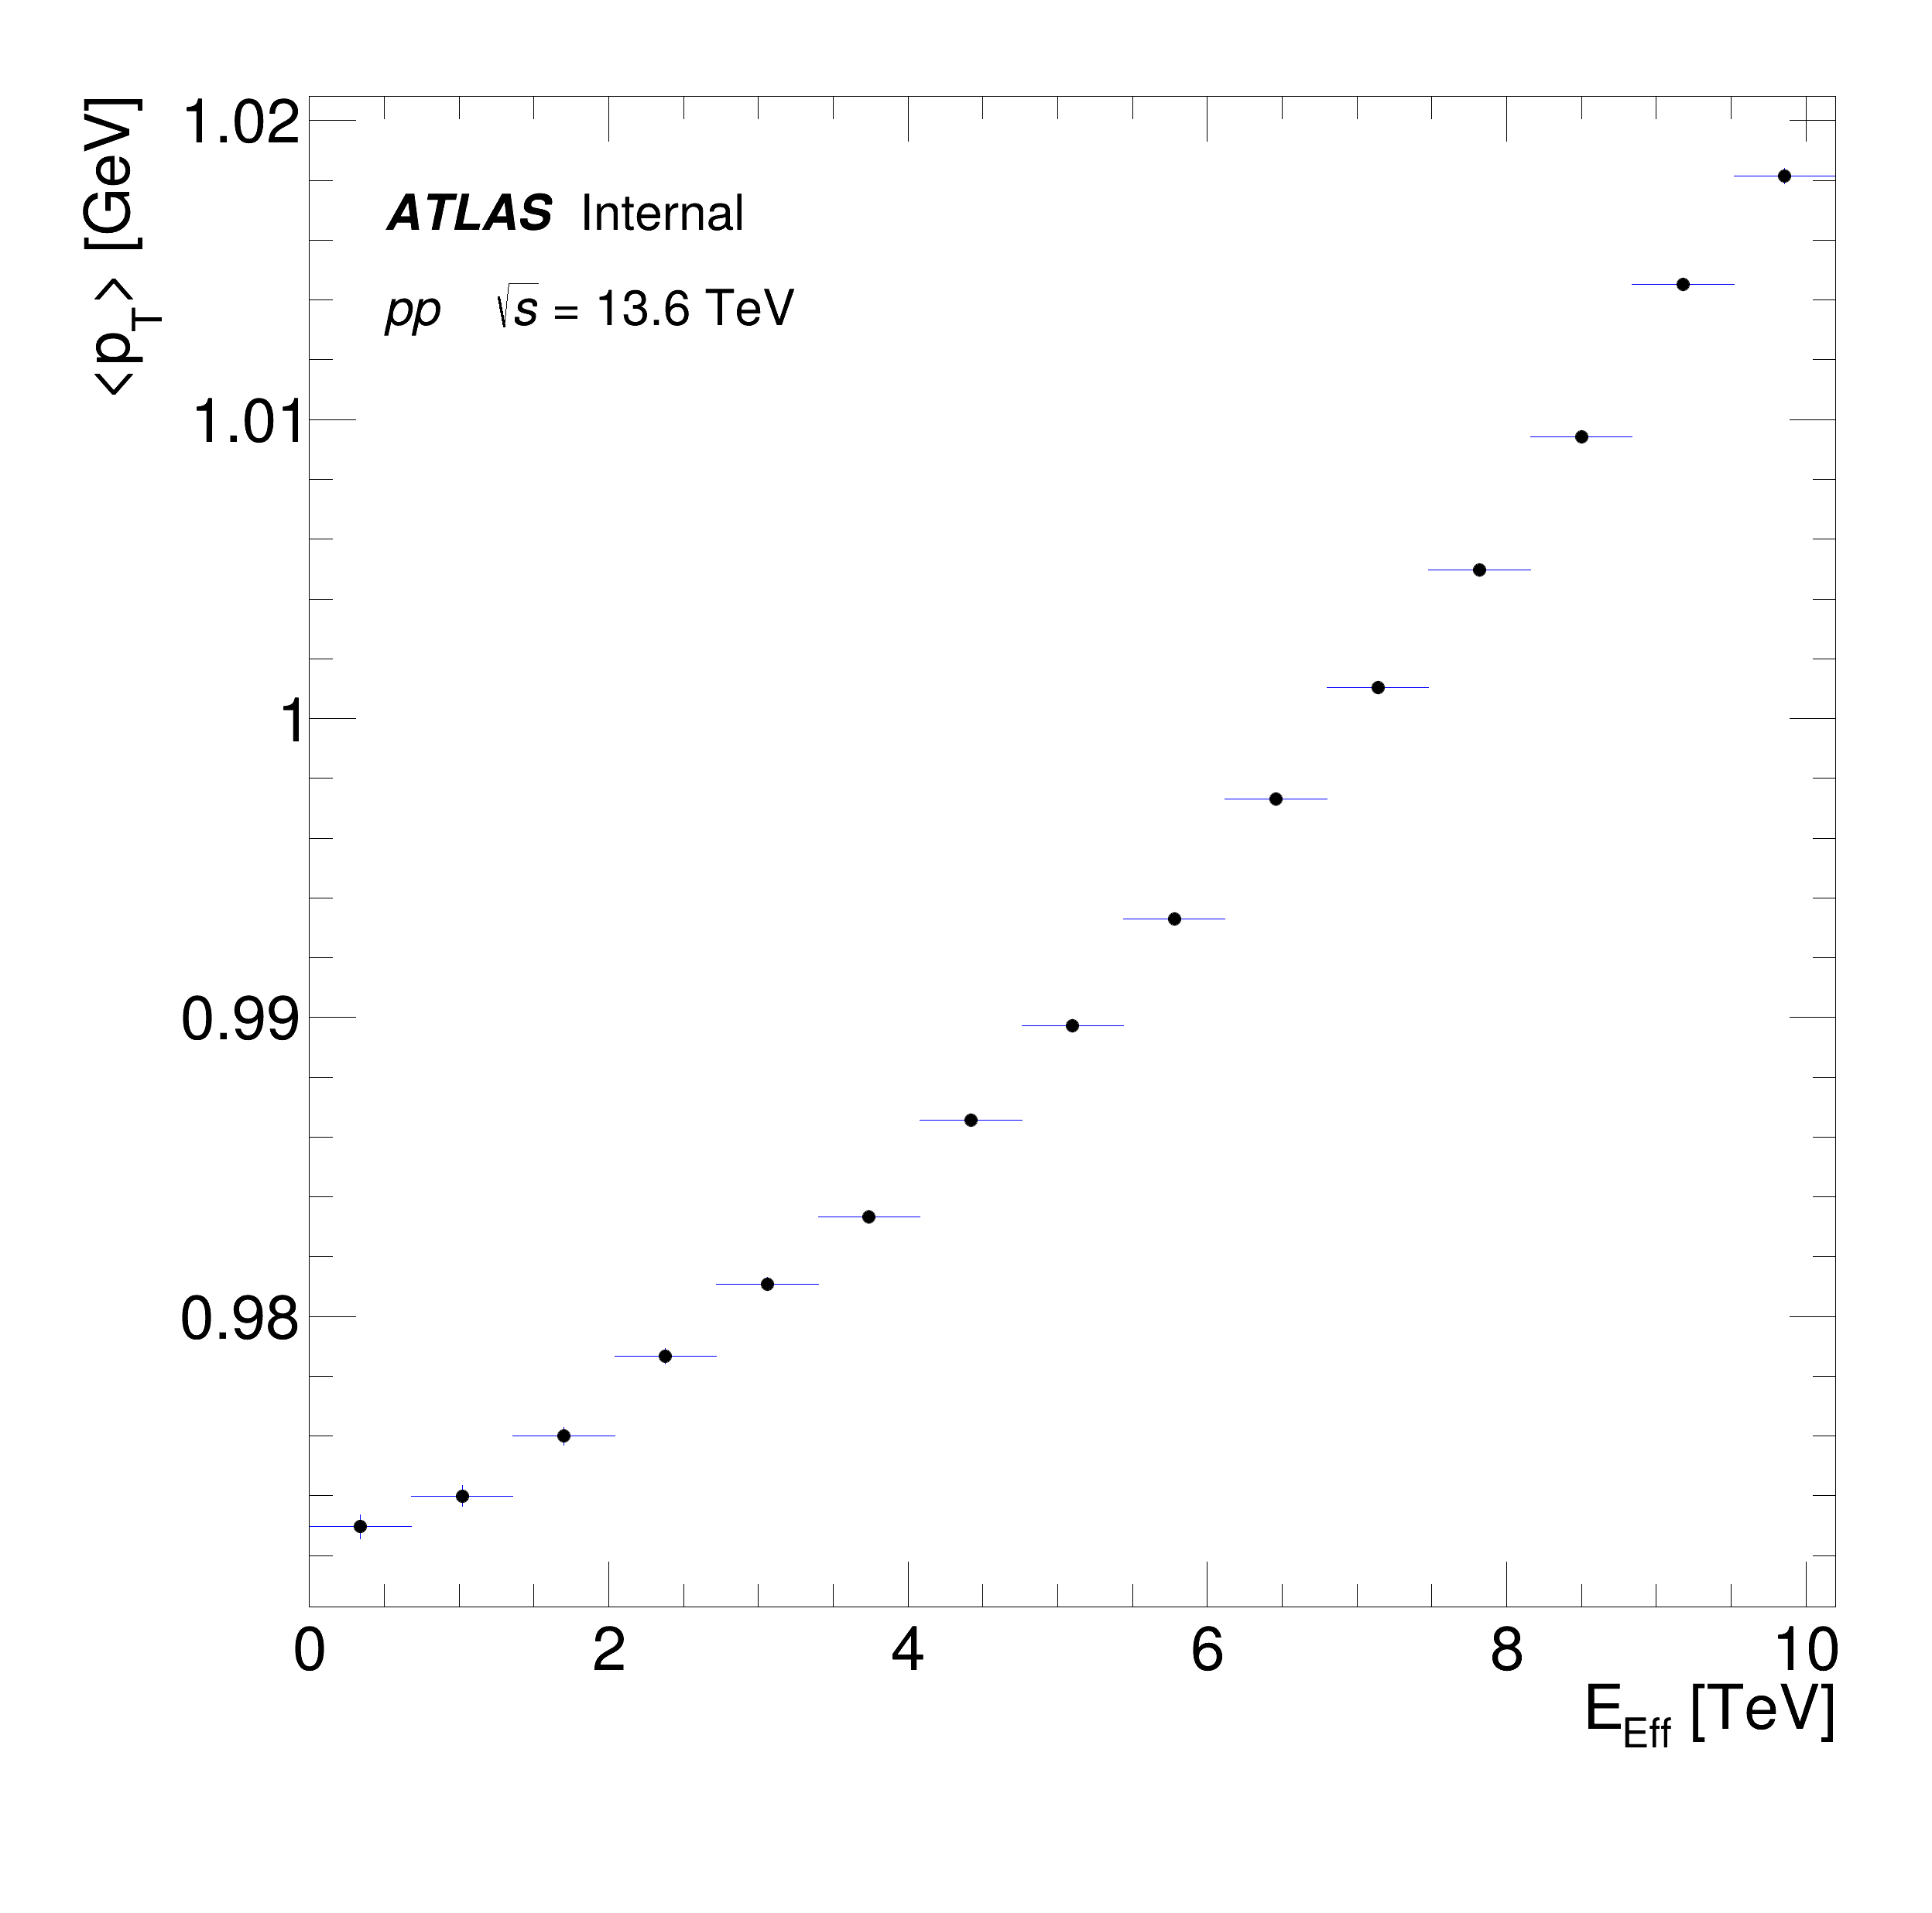 <p_T> [GeV]
1.02
ATLAS Internal
pp √s = 13.6 TeV
1.01
1
0.99
0.98
0 2 4 6 8 10
E_Eff [TeV]